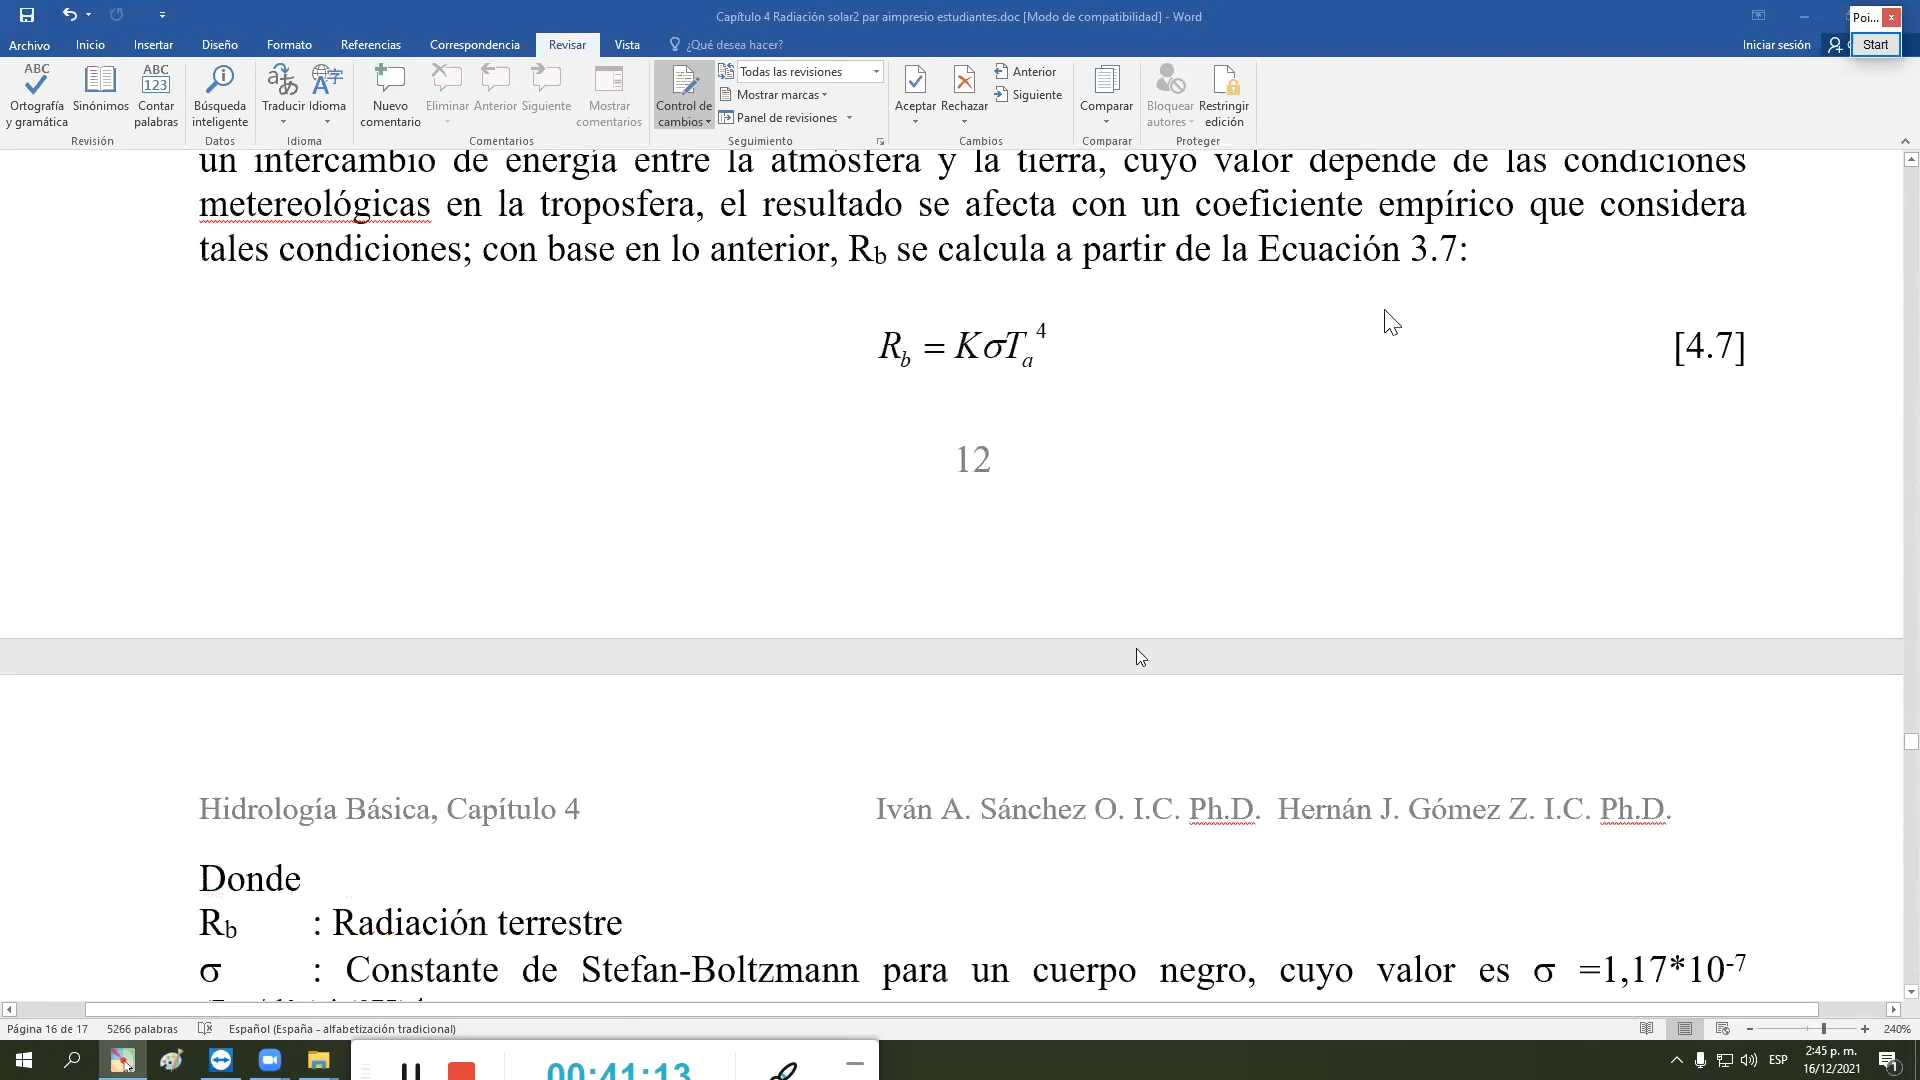 Capítulo 4 Radiación solar2 par aimpresio estudiantes.doc [Modo de compatibilidad] - Word
Poi...
Archivo Inicio Insertar Diseño Formato Referencias Correspondencia Revisar Vista ¿Qué desea hacer? Iniciar sesión Start
ABC ABC 123 Todas las revisiones Anterior
Mostrar marcas Siguiente
Ortografía y gramática Sinónimos Contar palabras Búsqueda inteligente Traducir Idioma Nuevo comentario Eliminar Anterior Siguiente Mostrar comentarios Control de cambios Panel de revisiones Aceptar Rechazar Comparar Bloquear autores Restringir edición
Revisión Datos Idioma Comentarios Seguimiento Cambios Comparar Proteger
un intercambio de energía entre la atmósfera y la tierra, cuyo valor depende de las condiciones
metereológicas en la troposfera, el resultado se afecta con un coeficiente empírico que considera
tales condiciones; con base en lo anterior, Rb se calcula a partir de la Ecuación 3.7:
Rb = KσTa4 [4.7]
12
Hidrología Básica, Capítulo 4 Iván A. Sánchez O. I.C. Ph.D. Hernán J. Gómez Z. I.C. Ph.D.
Donde
Rb : Radiación terrestre
σ : Constante de Stefan-Boltzmann para un cuerpo negro, cuyo valor es σ =1,17*10-7
Página 16 de 17 5266 palabras Español (España - alfabetización tradicional) 240%
00:41:13 ESP 2:45 p. m.
16/12/2021 1